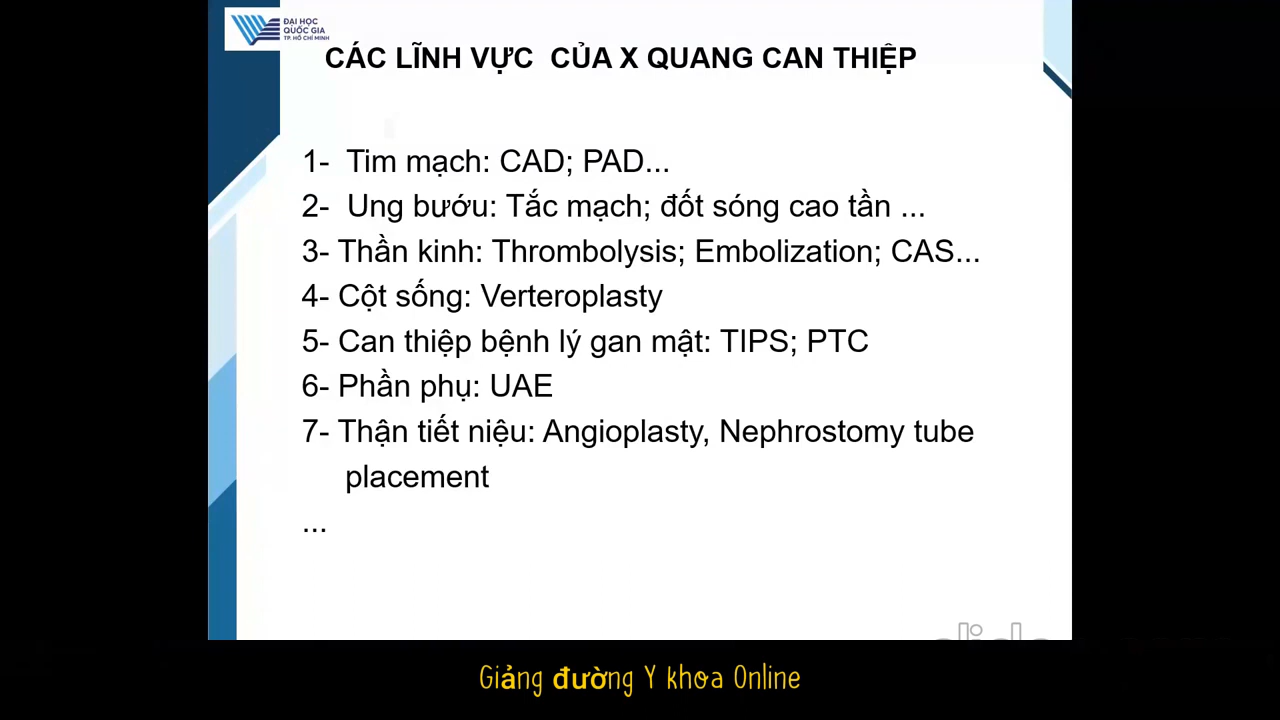 ĐẠI HỌC
QUỐC GIA
TP. HỒ CHÍ MINH
CÁC LĨNH VỰC CỦA X QUANG CAN THIỆP
1- Tim mạch: CAD; PAD...
2- Ung bướu: Tắc mạch; đốt sóng cao tần ...
3- Thần kinh: Thrombolysis; Embolization; CAS...
4- Cột sống: Verteroplasty
5- Can thiệp bệnh lý gan mật: TIPS; PTC
6- Phần phụ: UAE
7- Thận tiết niệu: Angioplasty, Nephrostomy tube
placement
...
Giảng đường Y khoa Online